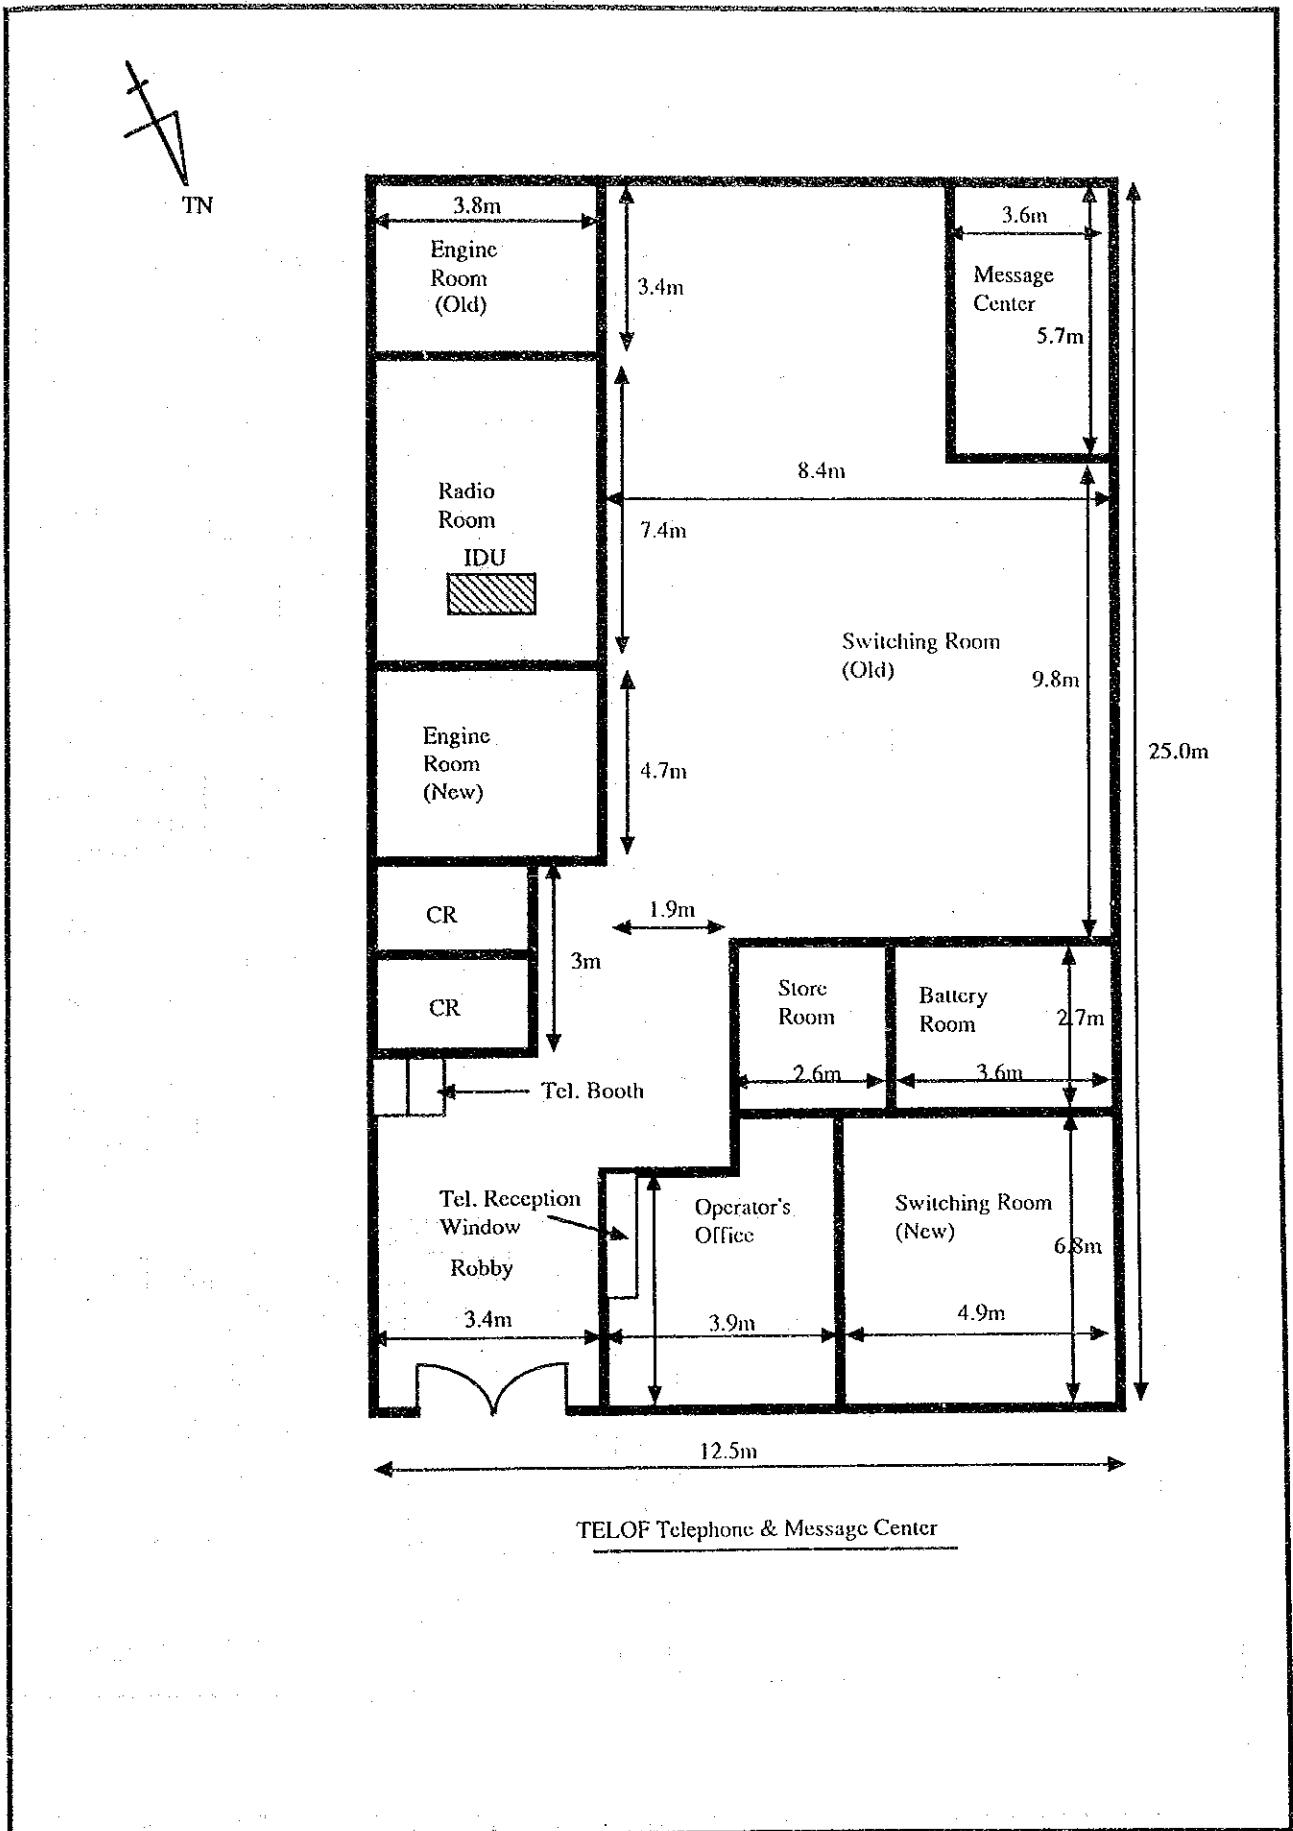 TN
3.8m
Engine
Room
(Old)
3.4m
3.6m
Message
Center
5.7m
8.4m
Radio
Room
IDU
7.4m
Switching Room
(Old)
9.8m
25.0m
Engine
Room
(New)
4.7m
CR
1.9m
3m
CR
Store
Room
Battery
Room
2.7m
2.6m
3.6m
Tel. Booth
Tel. Reception
Window
Robby
Operator's
Office
Switching Room
(New)
6.8m
3.4m
3.9m
4.9m
12.5m
TELOF Telephone & Message Center